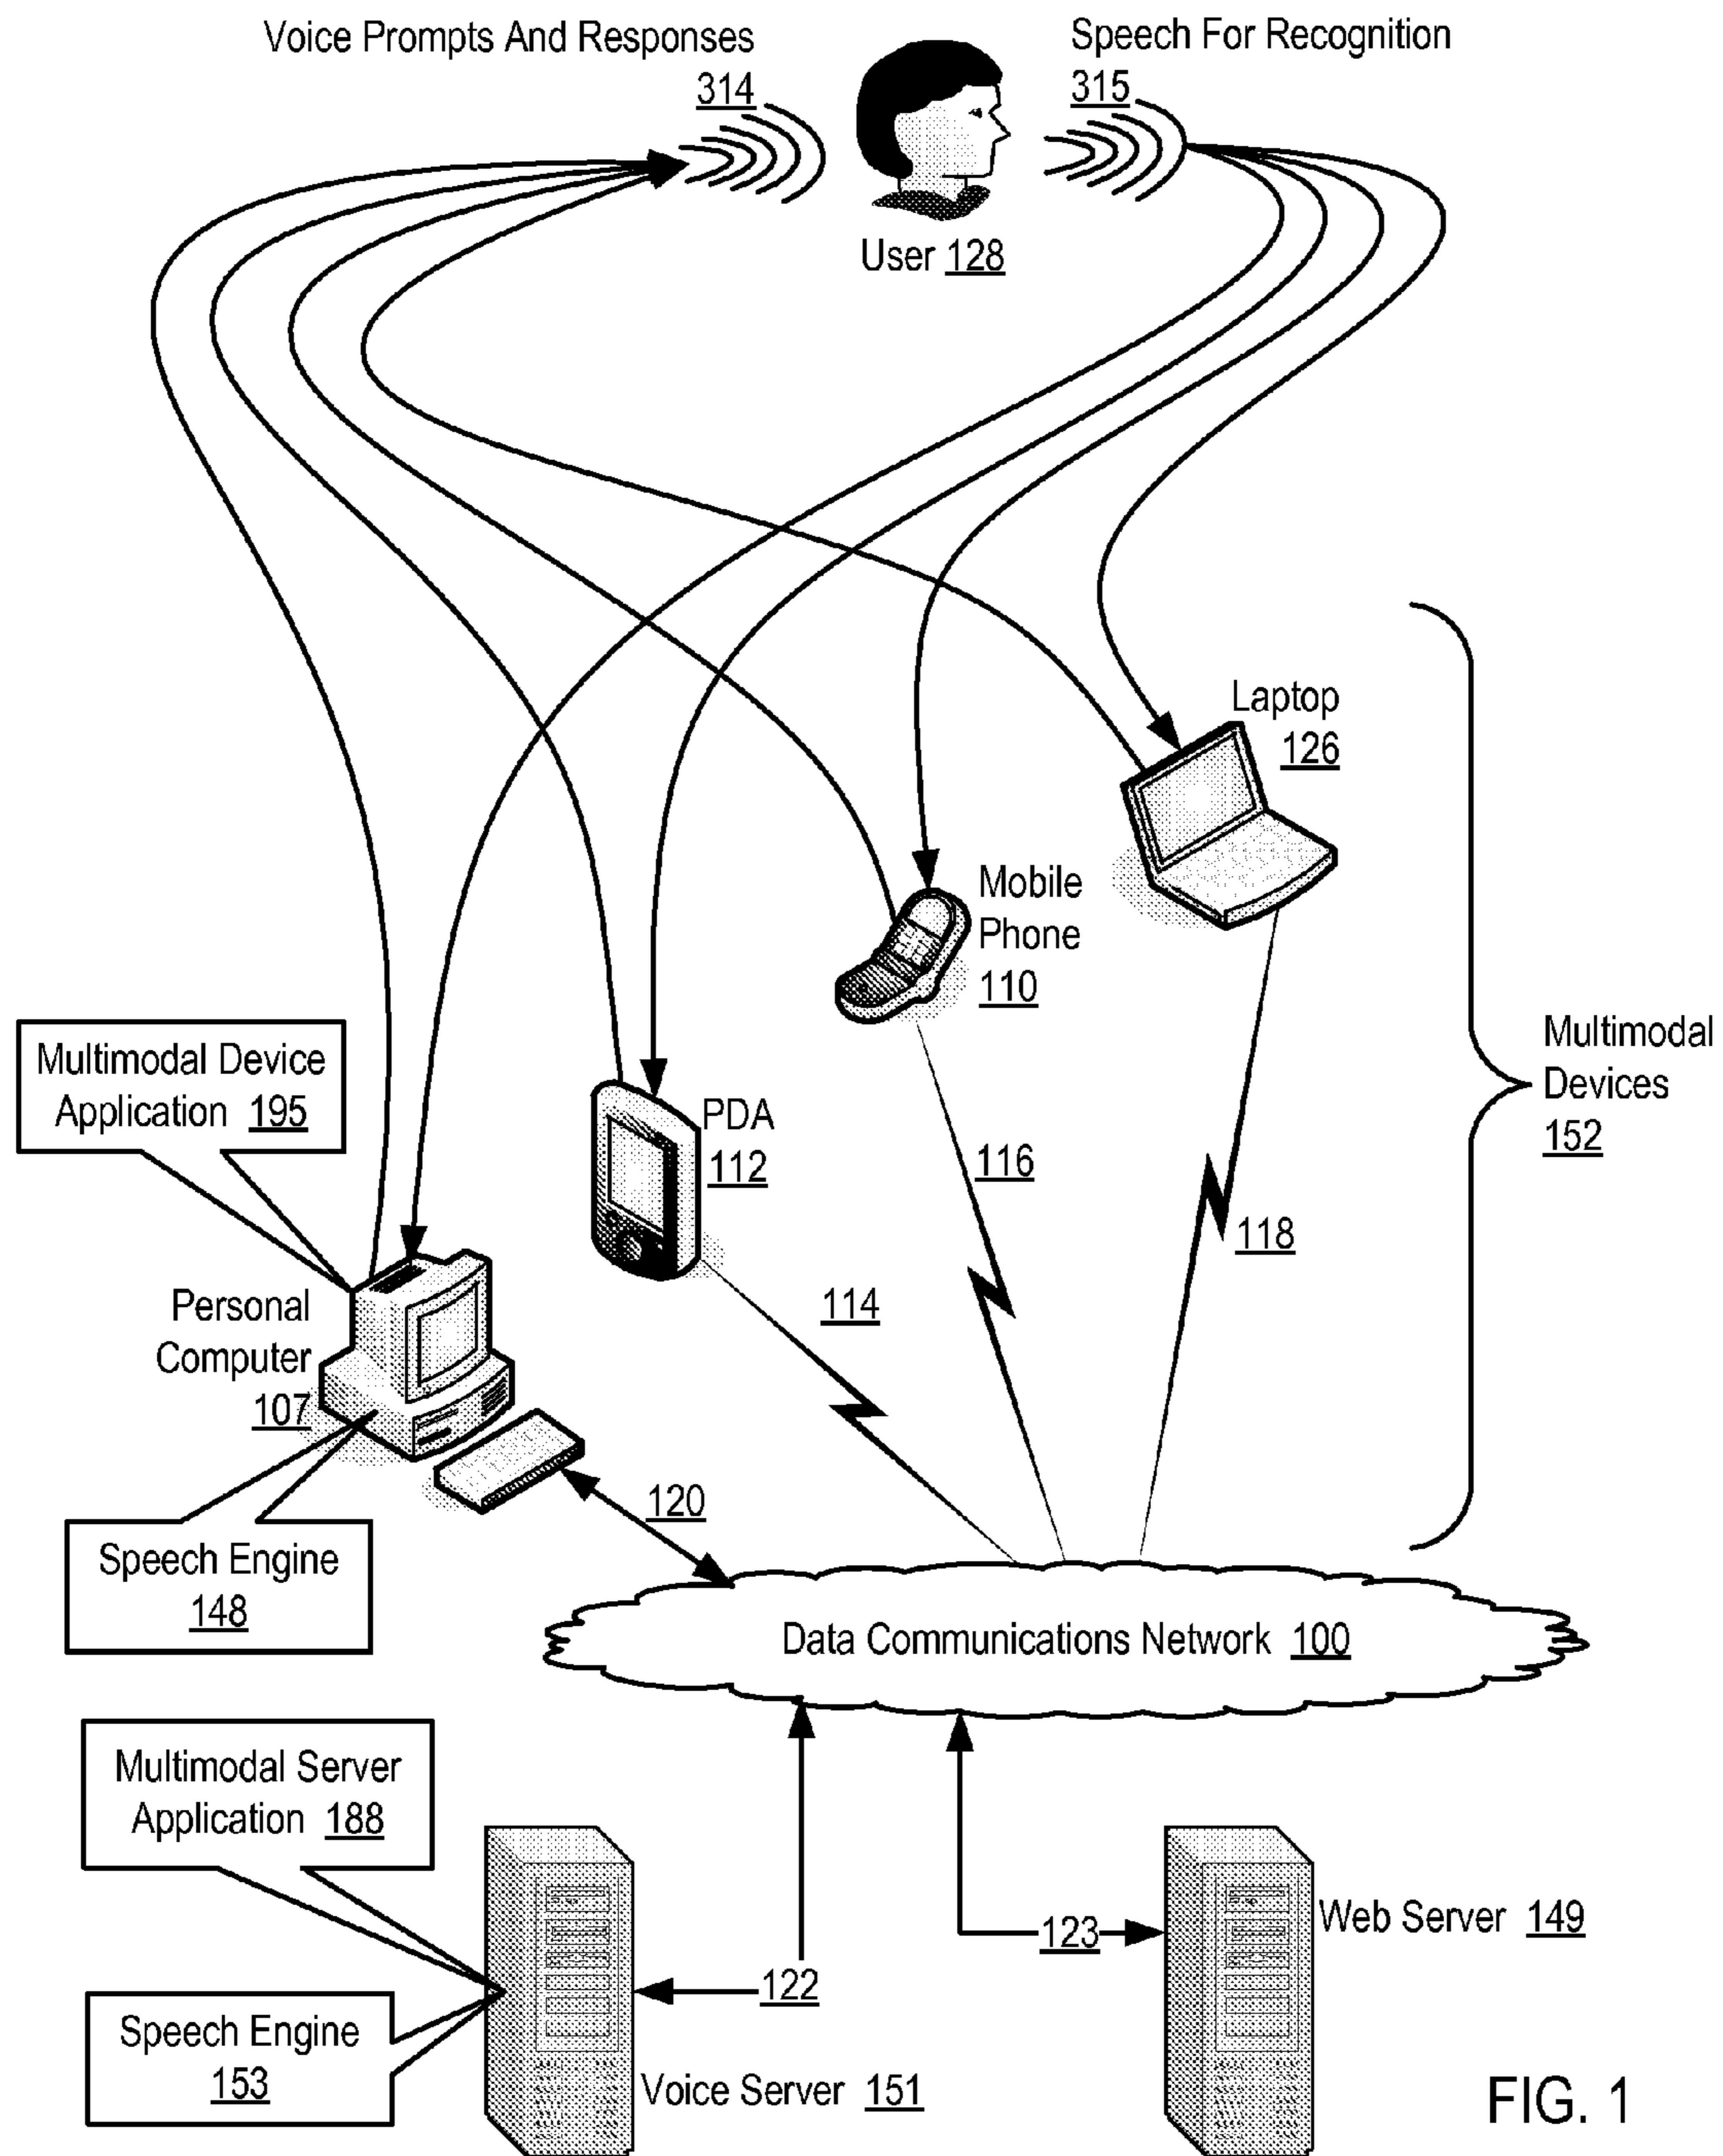 Voice Prompts And Responses
314
Speech For Recognition
315
User 128
Laptop
126
Mobile
Phone
110
Multimodal
Devices
152
Multimodal Device
Application 195
PDA
112
116
118
114
Personal
Computer
107
120
Speech Engine
148
Data Communications Network 100
Multimodal Server
Application 188
Web Server 149
123
122
Speech Engine
153
Voice Server 151
FIG. 1